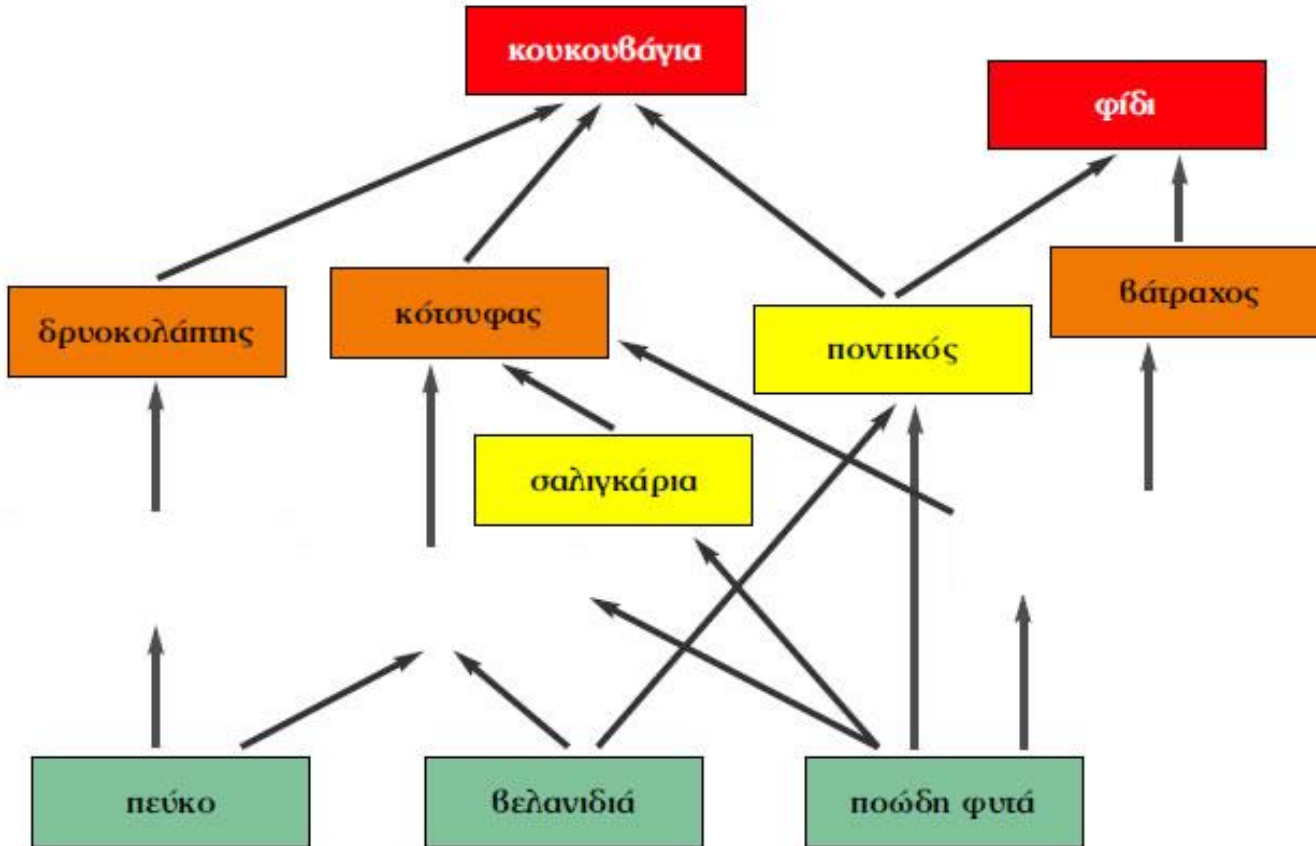 κουκουβάγια
φίδι
δρυοκολάπτης
κότσυφας
ποντικός
βάτραχος
σαλιγκάρια
πεύκο
βελανιδιά
ποώδη φυτά